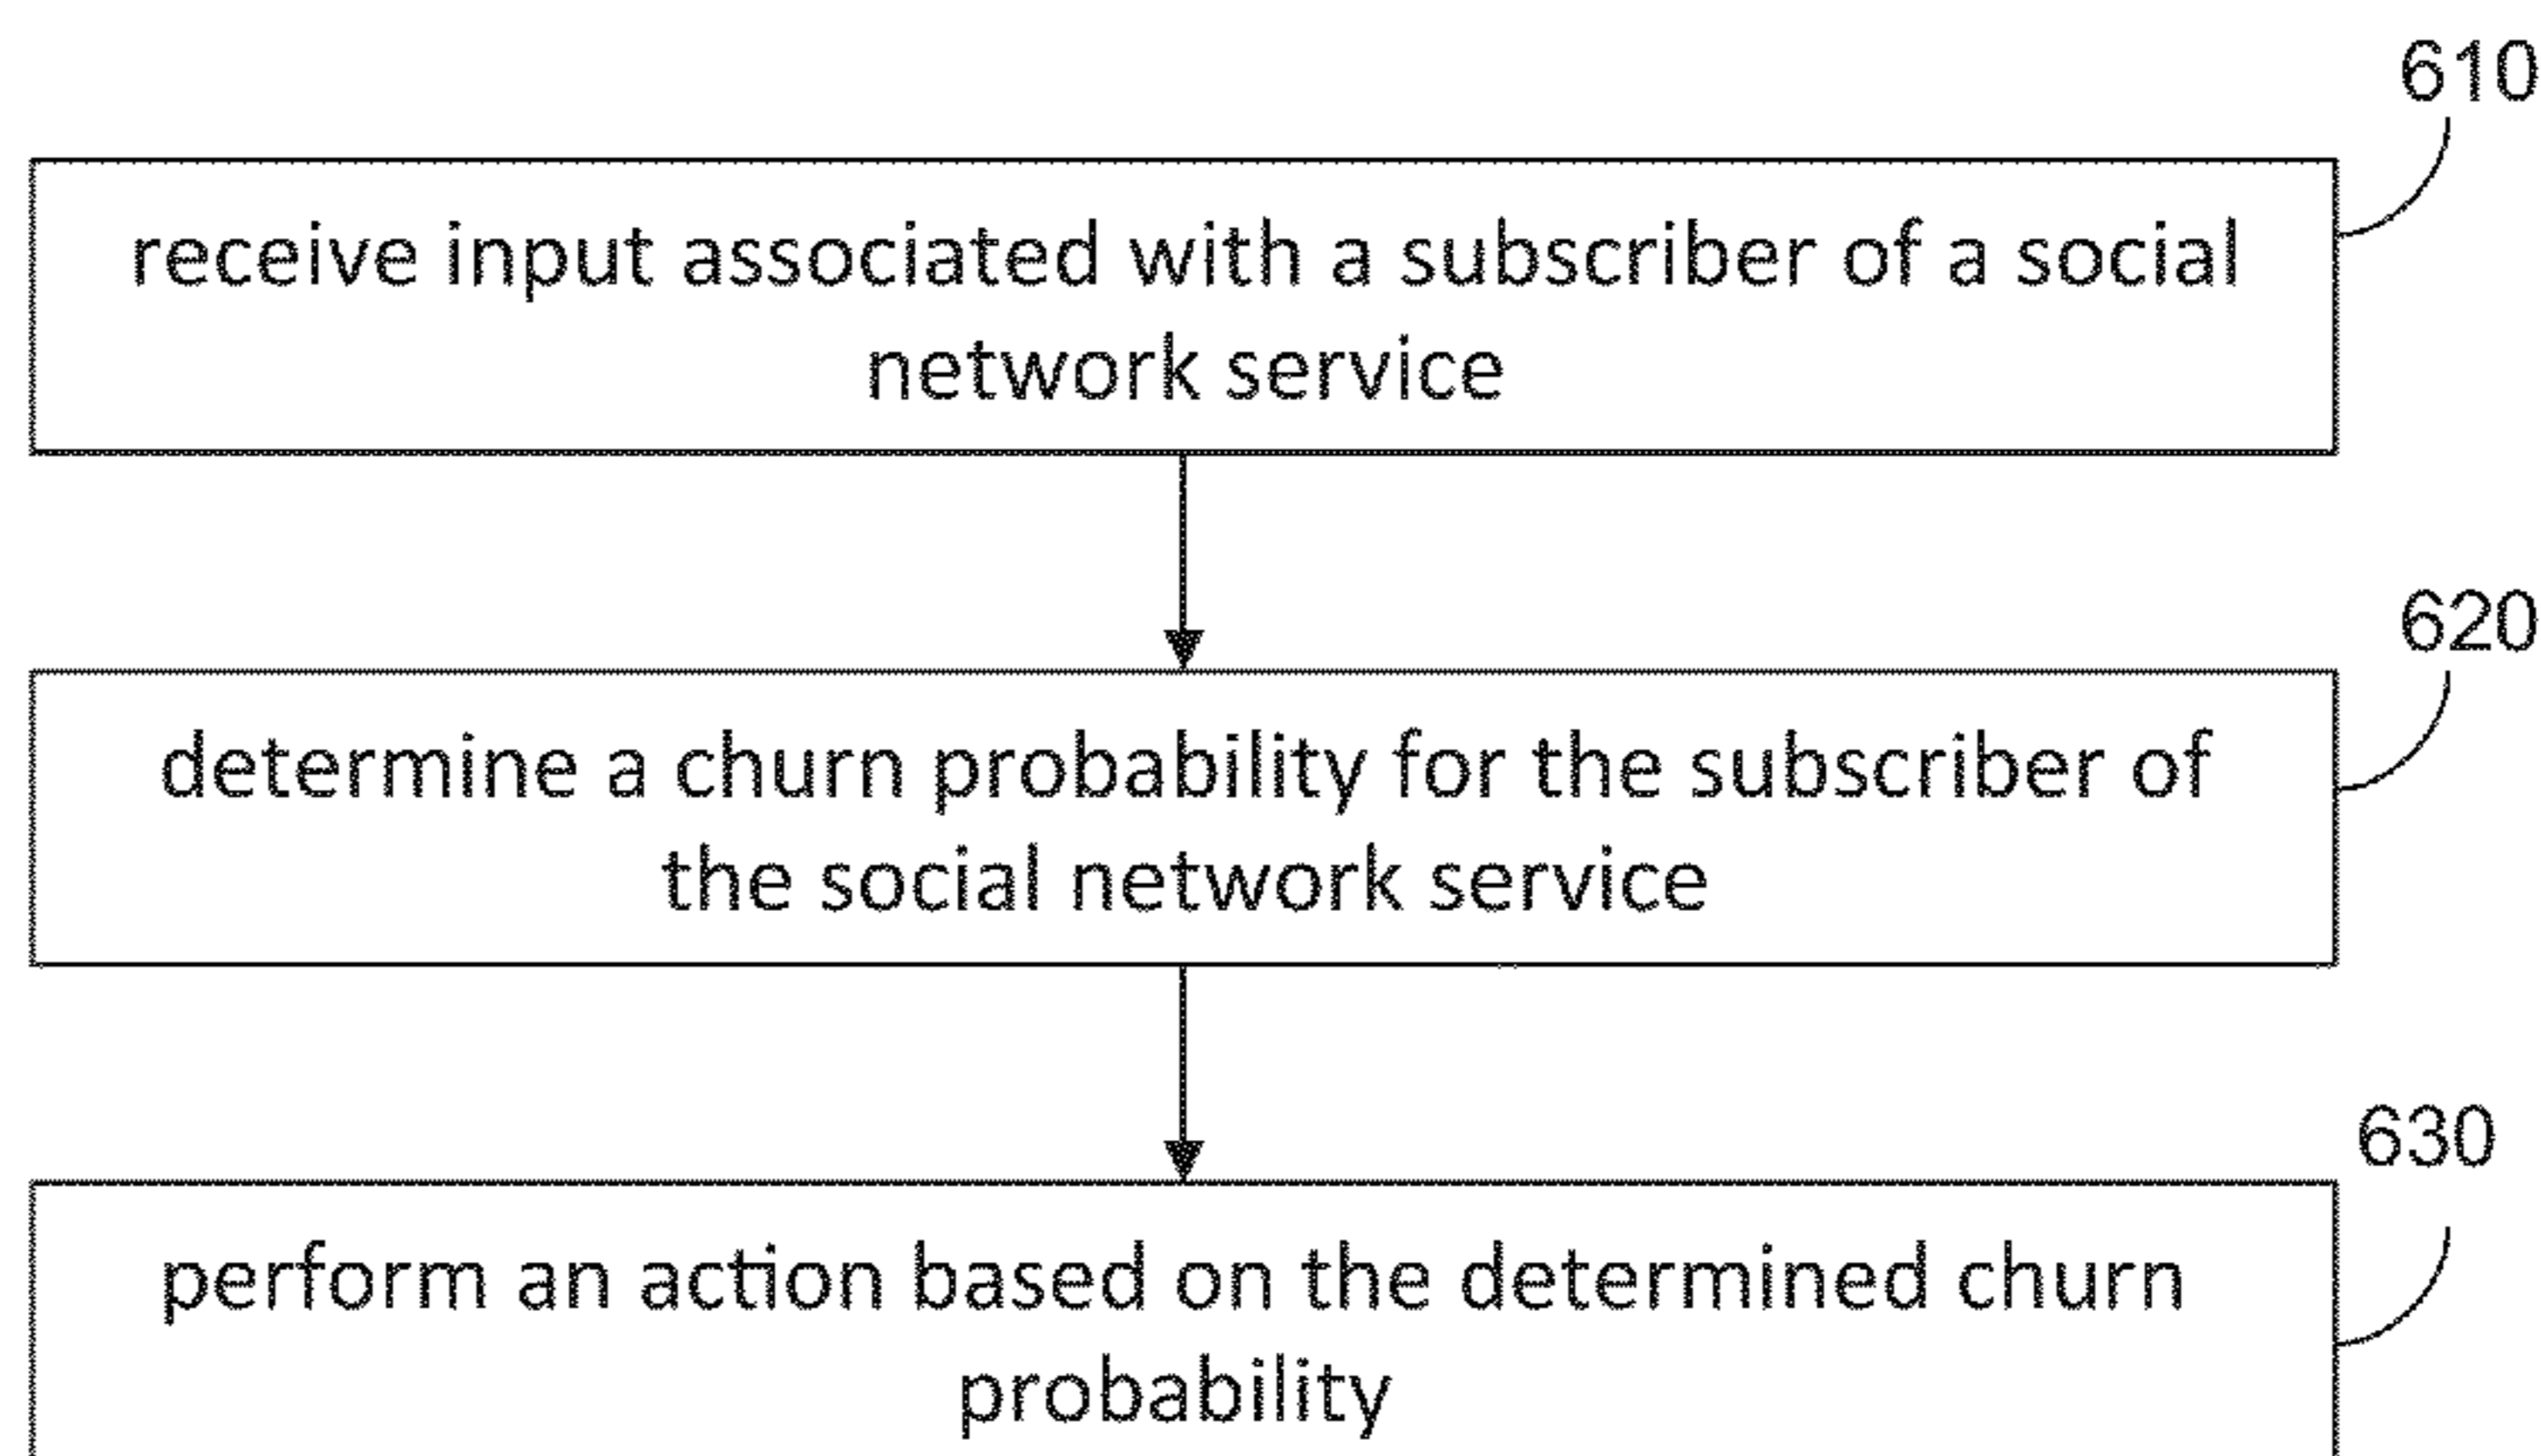 610
receive input associated with a subscriber of a social
network service
620
determine a churn probability for the subscriber of
the social network service
630
perform an action based on the determined churn
probability